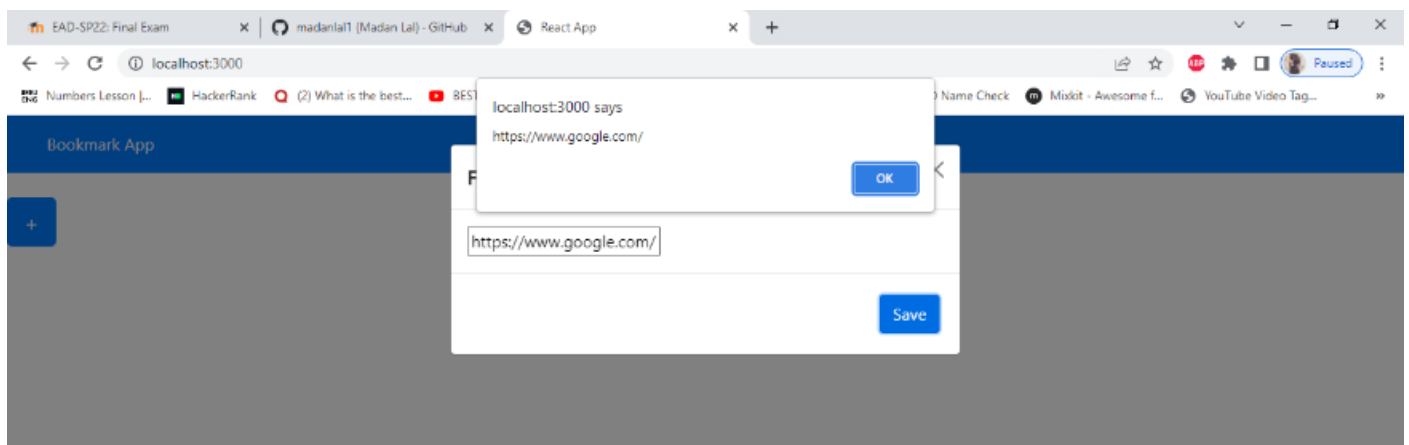 EAD-SP22: Final Exam
madanlal1 (Madan Lal) - GitHub
React App
localhost:3000
Paused
Numbers Lesson |...
HackerRank
(2) What is the best...
BEST
Name Check
Mixkit - Awesome f...
YouTube Video Tag...
localhost:3000 says
https://www.google.com/
OK
Bookmark App
F
+
https://www.google.com/
Save